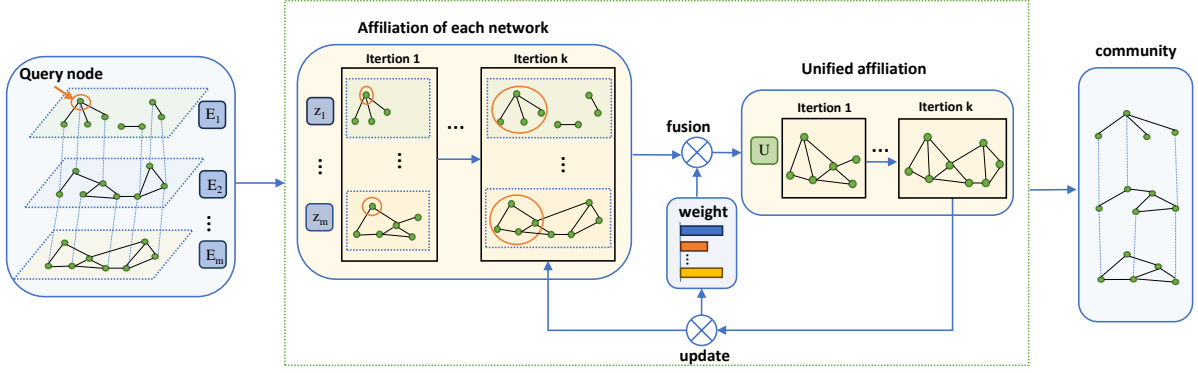 Query node
E1
E2
⋮
Em
Affiliation of each network
Itertion 1
Itertion k
z1
...
⋮
⋮
⋮
zm
fusion
weight
⋮
update
Unified affiliation
Itertion 1
Itertion k
U
...
community